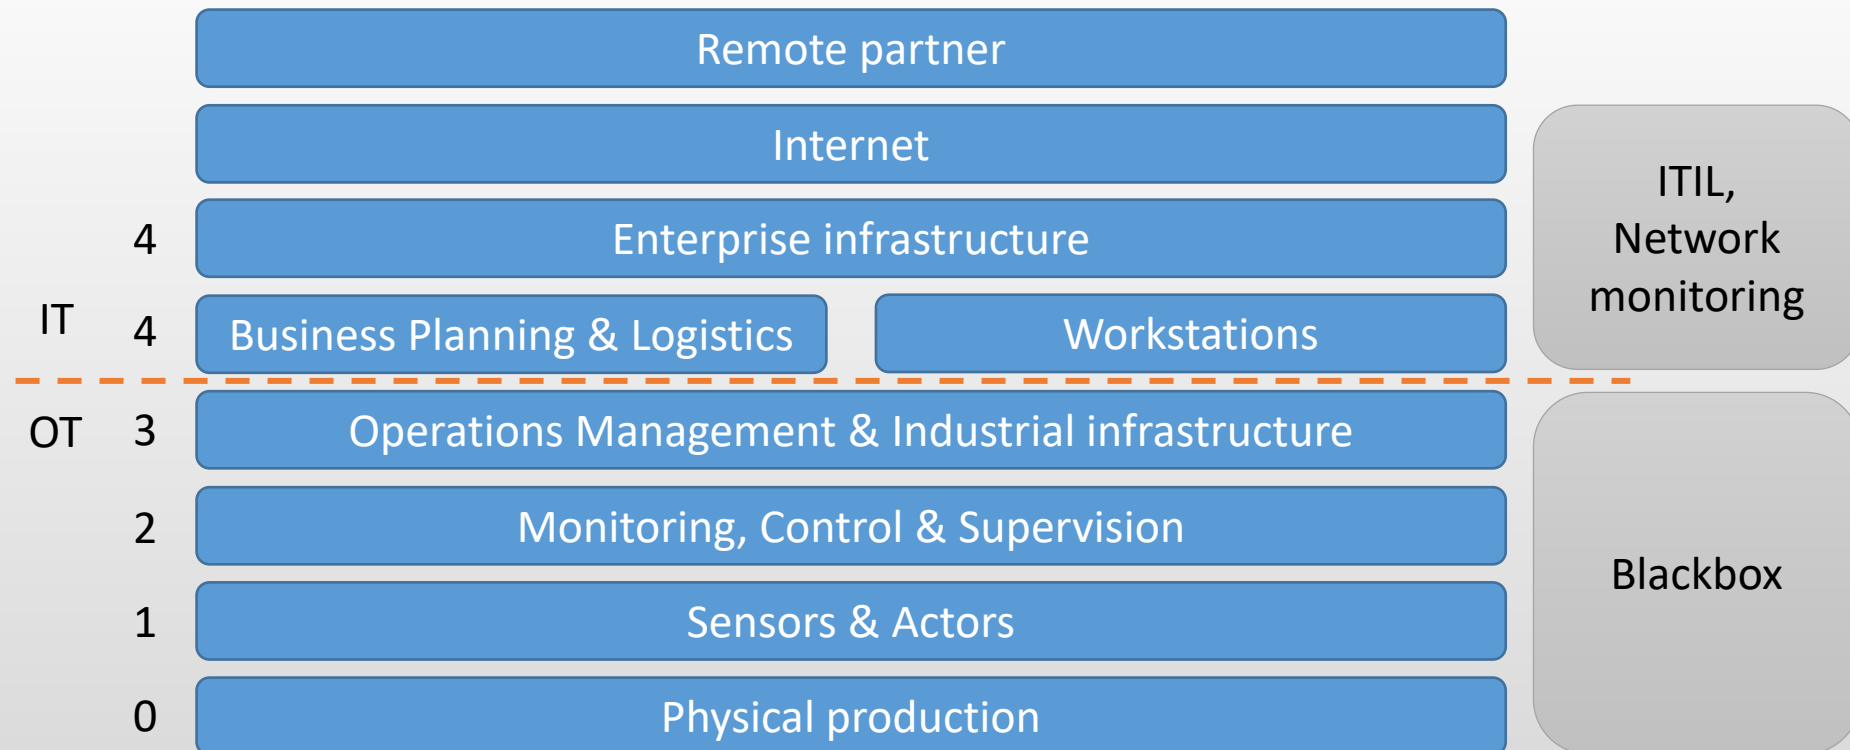 Remote partner
Internet
4
Enterprise infrastructure
IT
4
Business Planning & Logistics
Workstations
ITIL,
Network
monitoring
OT
3
Operations Management & Industrial infrastructure
2
Monitoring, Control & Supervision
1
Sensors & Actors
0
Physical production
Blackbox